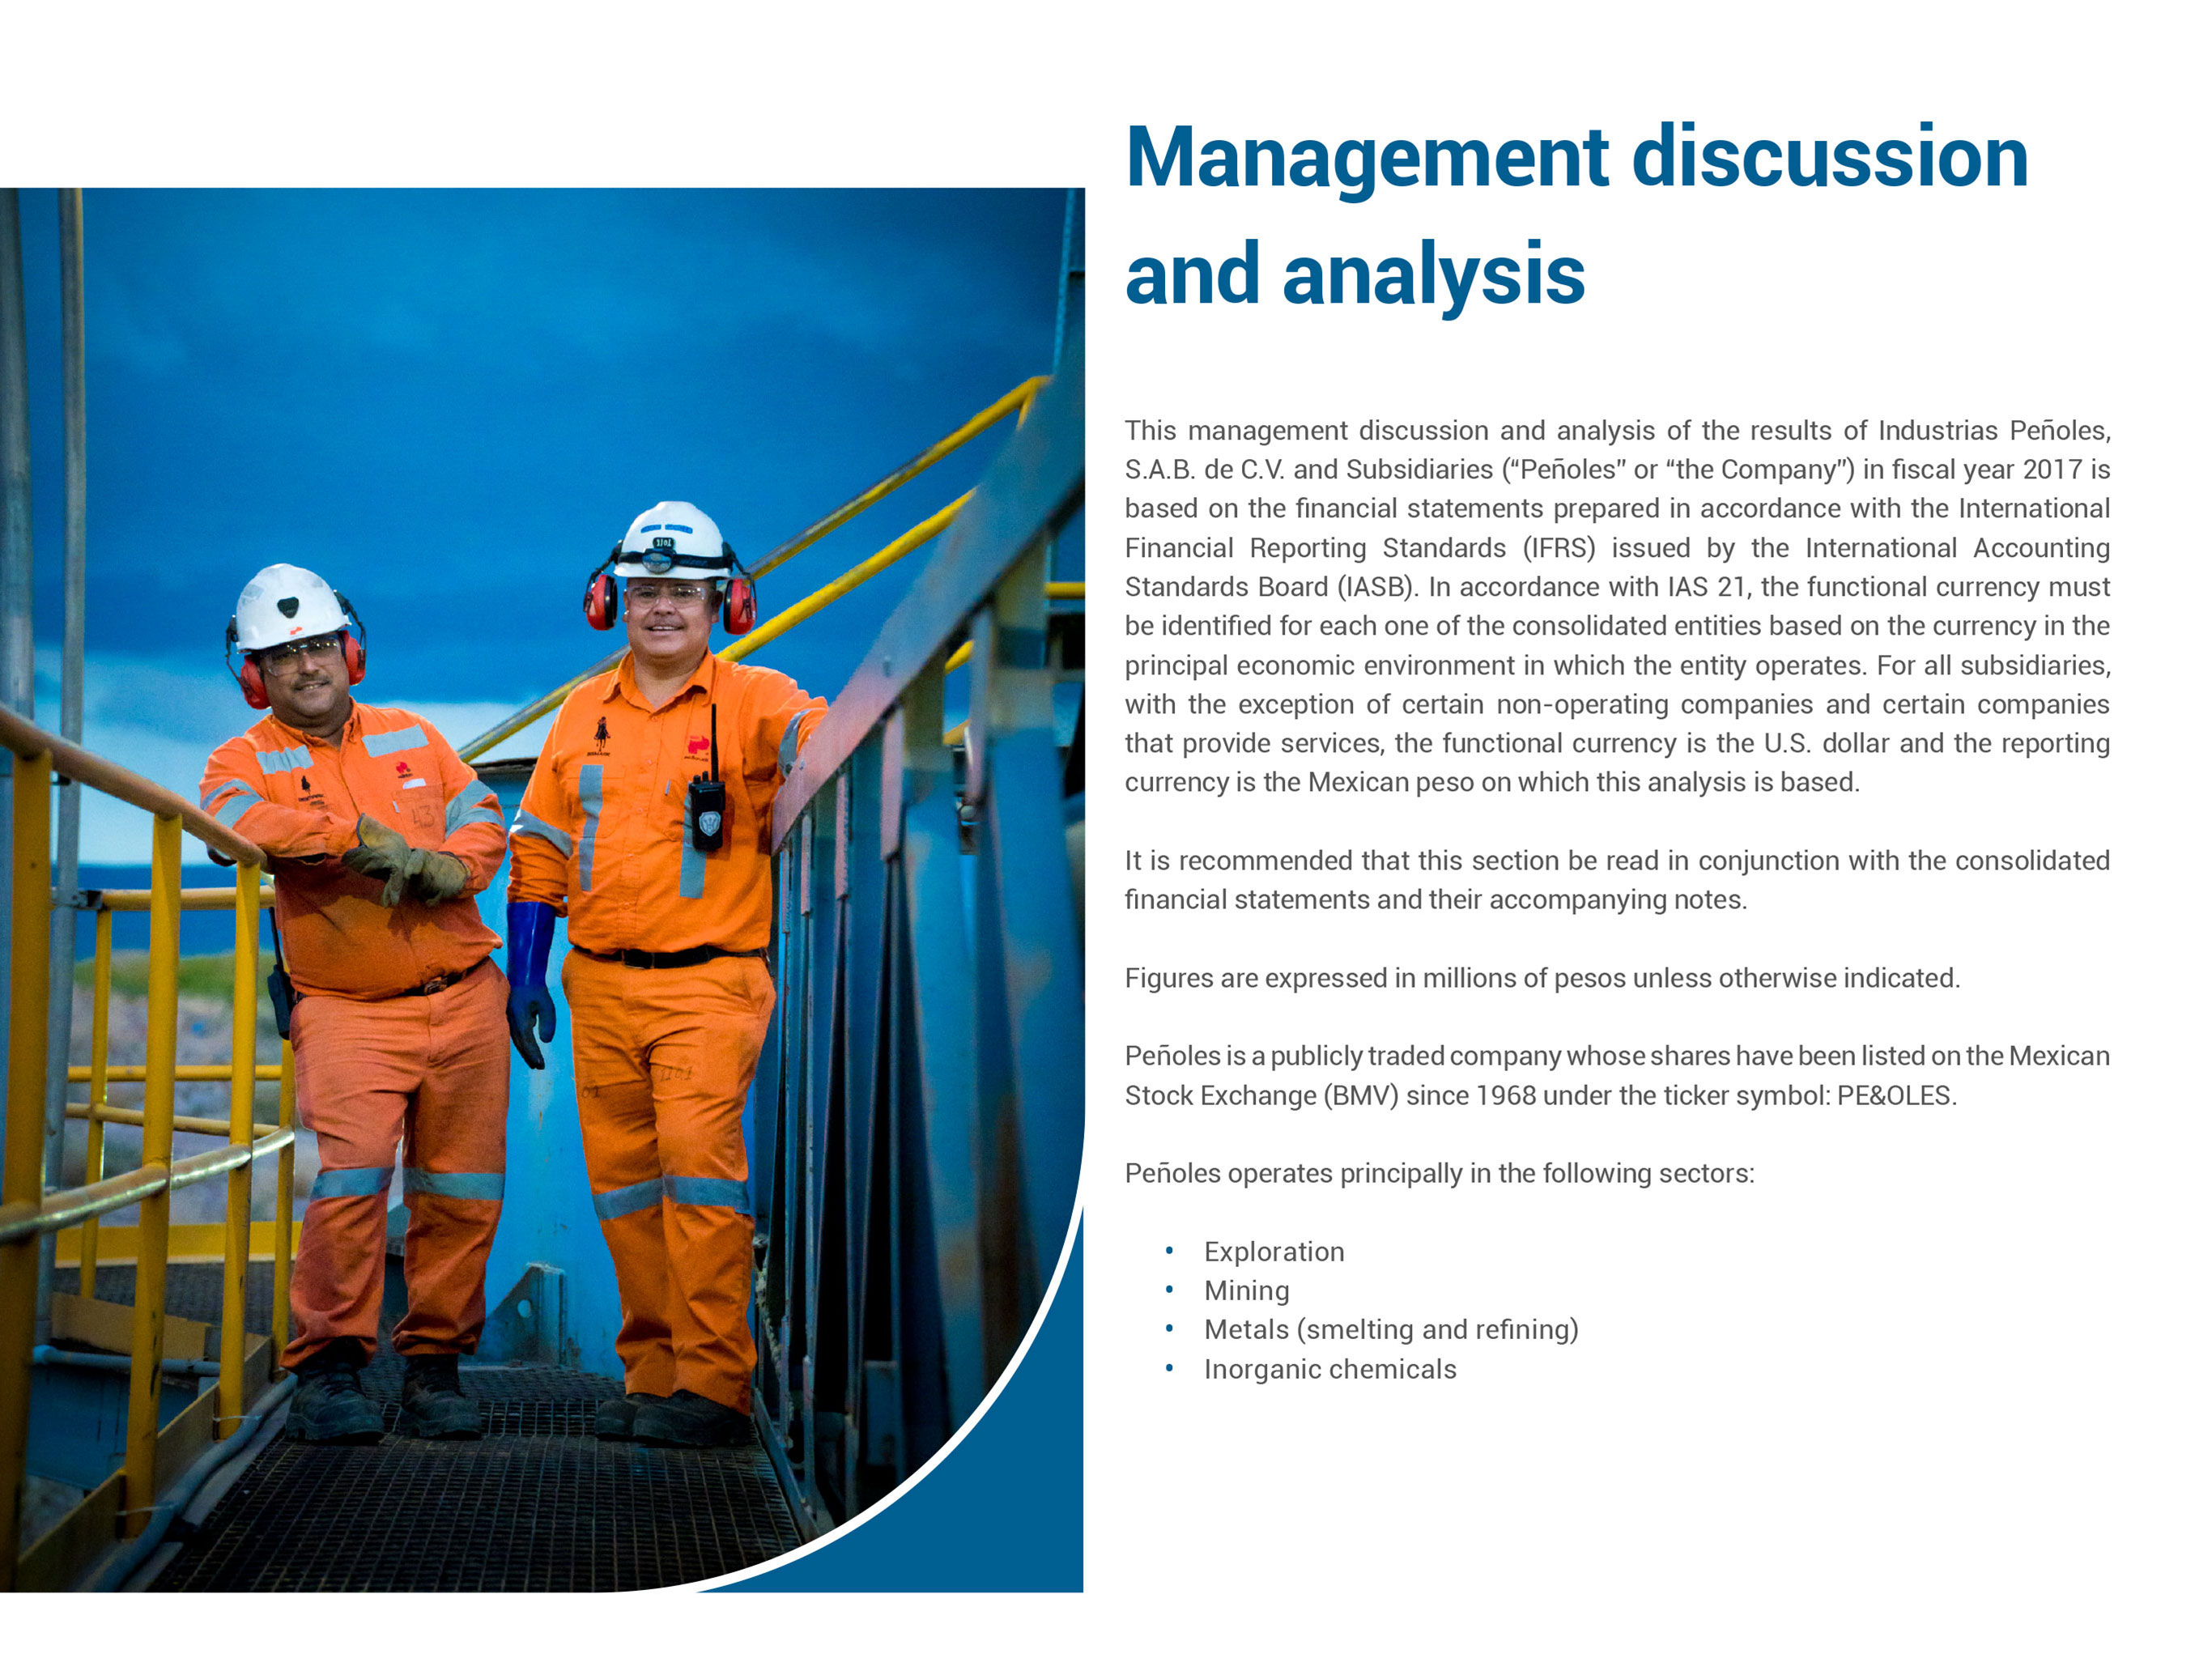 Management discussion
and analysis
This management discussion and analysis of the results of Industrias Peñoles,
S.A.B. de C.V. and Subsidiaries (“Peñoles” or “the Company”) in fiscal year 2017 is
based on the financial statements prepared in accordance with the International
Financial Reporting Standards (IFRS) issued by the International Accounting
Standards Board (IASB). In accordance with IAS 21, the functional currency must
be identified for each one of the consolidated entities based on the currency in the
principal economic environment in which the entity operates. For all subsidiaries,
with the exception of certain non-operating companies and certain companies
that provide services, the functional currency is the U.S. dollar and the reporting
currency is the Mexican peso on which this analysis is based.
It is recommended that this section be read in conjunction with the consolidated
financial statements and their accompanying notes.
Figures are expressed in millions of pesos unless otherwise indicated.
Peñoles is a publicly traded company whose shares have been listed on the Mexican
Stock Exchange (BMV) since 1968 under the ticker symbol: PE&OLES.
Peñoles operates principally in the following sectors:
• Exploration
• Mining
• Metals (smelting and refining)
• Inorganic chemicals